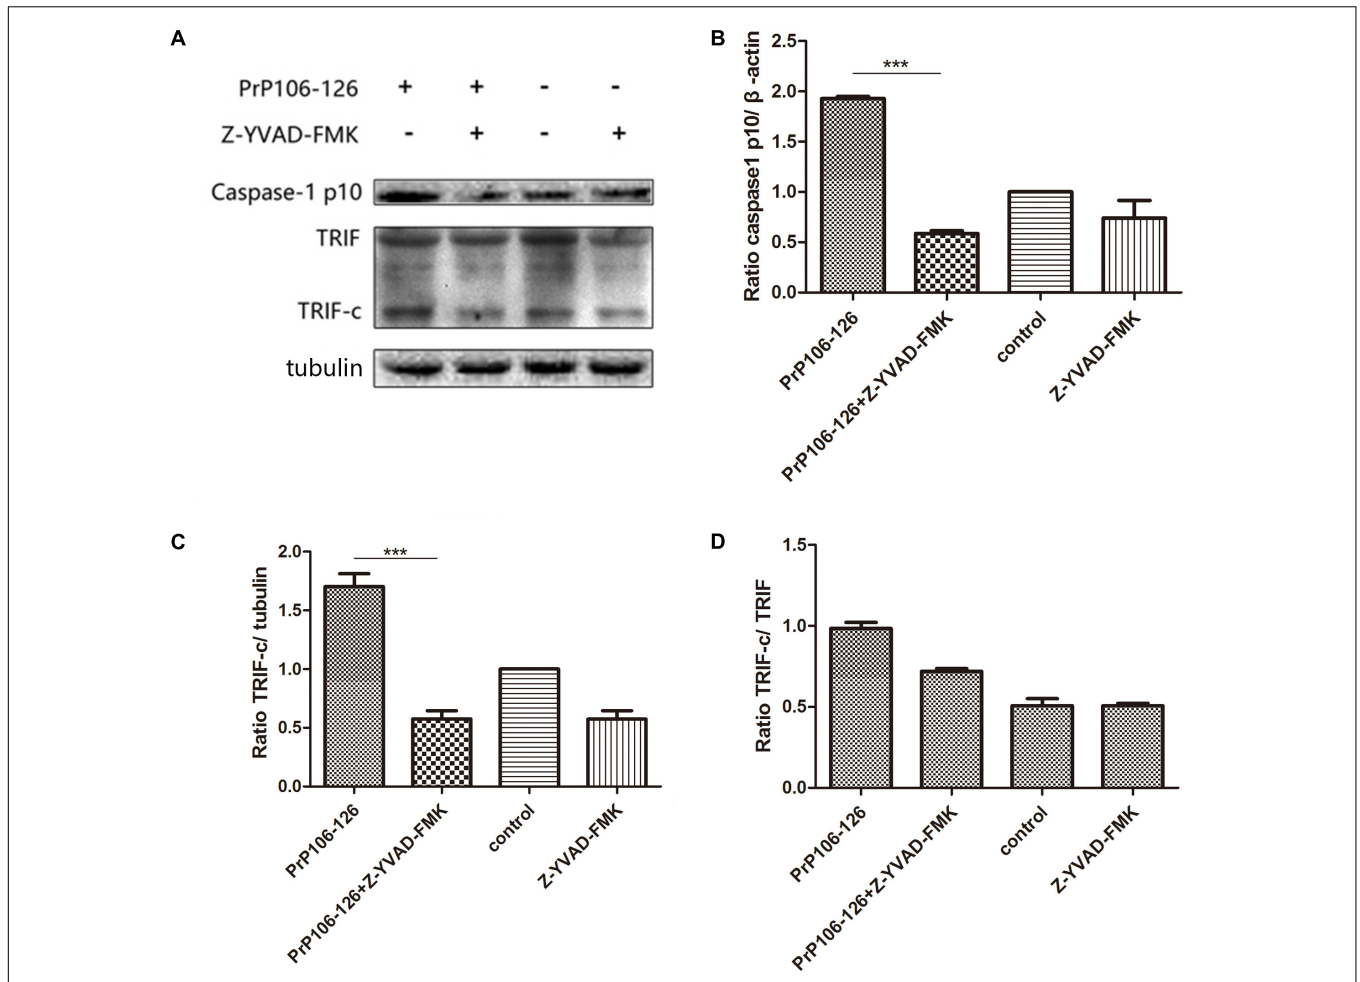 A
PrP106-126 + + - -
Z-YVAD-FMK - + - +
Caspase-1 p10
TRIF
TRIF-c
tubulin
B
Ratio caspase1 p10/ β -actin
2.5
2.0
1.5
1.0
0.5
0.0
***
PrP106-126
PrP106-126+Z-YVAD-FMK
control
Z-YVAD-FMK
C
Ratio TRIF-c/ tubulin
2.0
1.5
1.0
0.5
0.0
***
PrP106-126
PrP106-126+Z-YVAD-FMK
control
Z-YVAD-FMK
D
Ratio TRIF-c/ TRIF
1.5
1.0
0.5
0.0
PrP106-126
PrP106-126+Z-YVAD-FMK
control
Z-YVAD-FMK